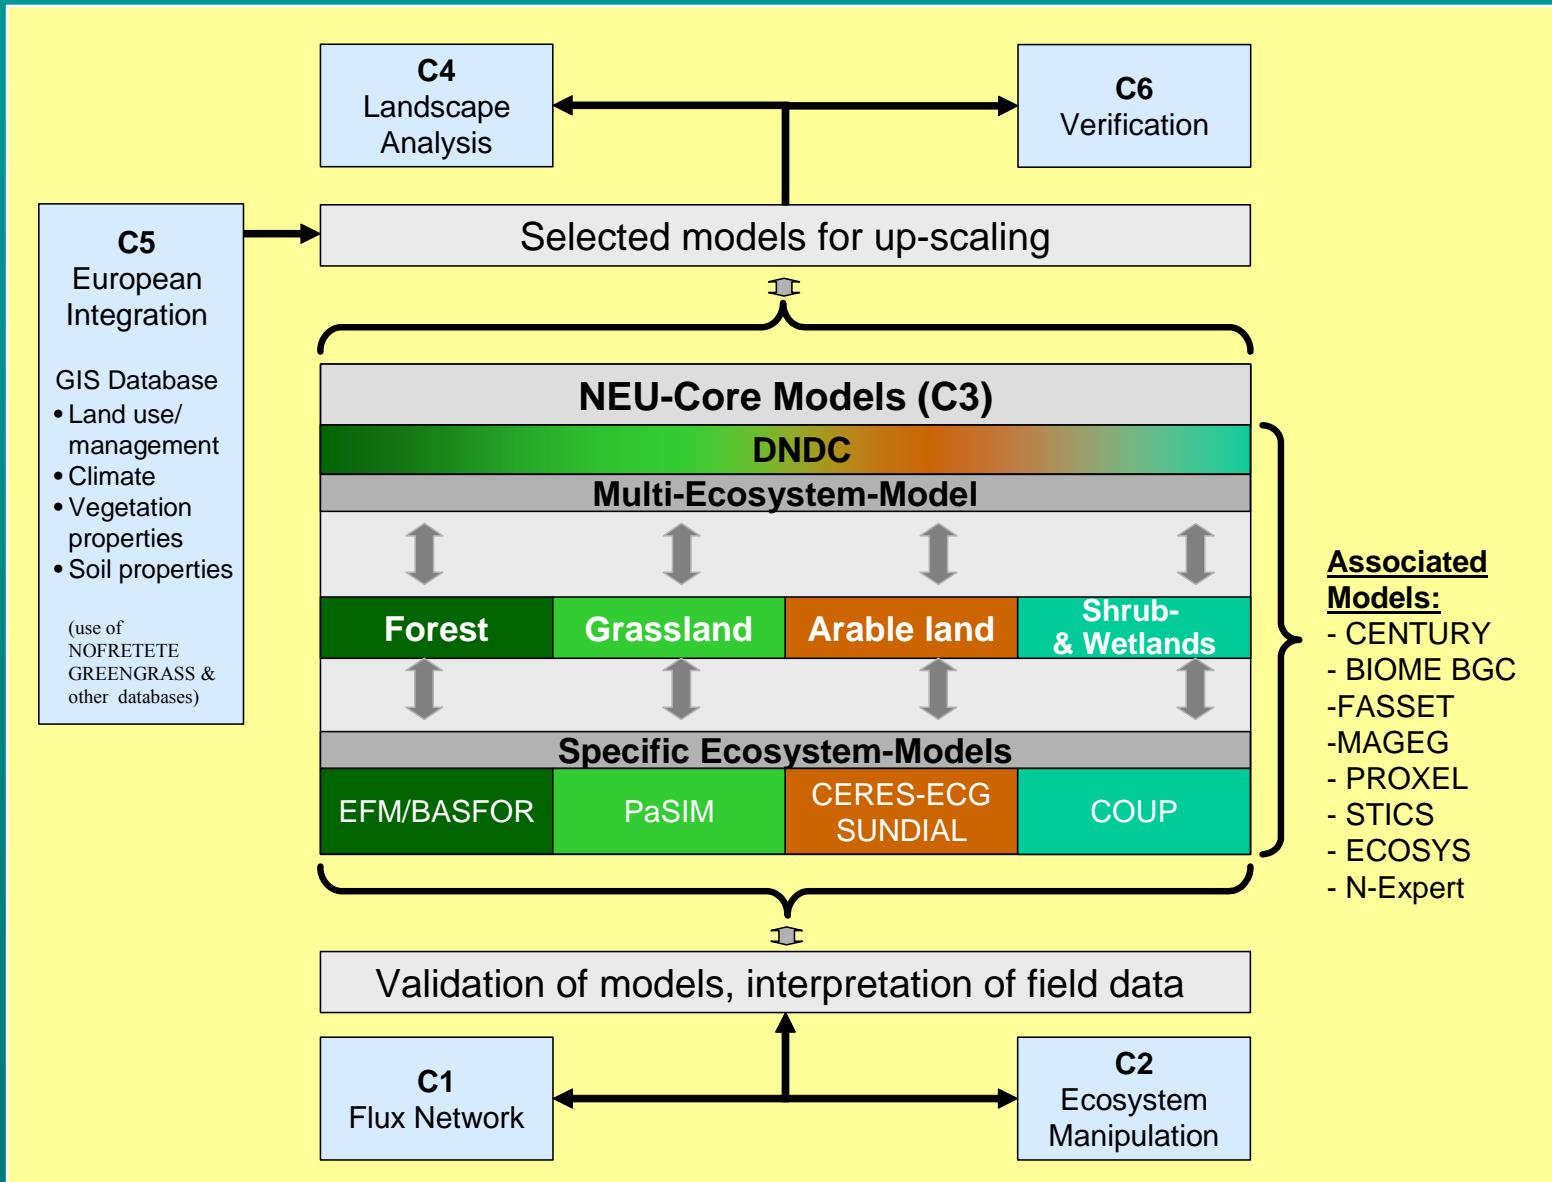 C4
Landscape
Analysis
C6
Verification
C5
European
Integration
GIS Database
• Land use/
management
• Climate
• Vegetation
properties
• Soil properties
(use of
NOFRETETE
GREENGRASS &
other databases)
Selected models for up-scaling
NEU-Core Models (C3)
DNDC
Multi-Ecosystem-Model
Forest
Grassland
Arable land
Shrub-
& Wetlands
Specific Ecosystem-Models
EFM/BASFOR
PaSIM
CERES-ECG
SUNDIAL
COUP
Associated
Models:
- CENTURY
- BIOME BGC
-FASSET
-MAGEG
- PROXEL
- STICS
- ECOSYS
- N-Expert
Validation of models, interpretation of field data
C1
Flux Network
C2
Ecosystem
Manipulation